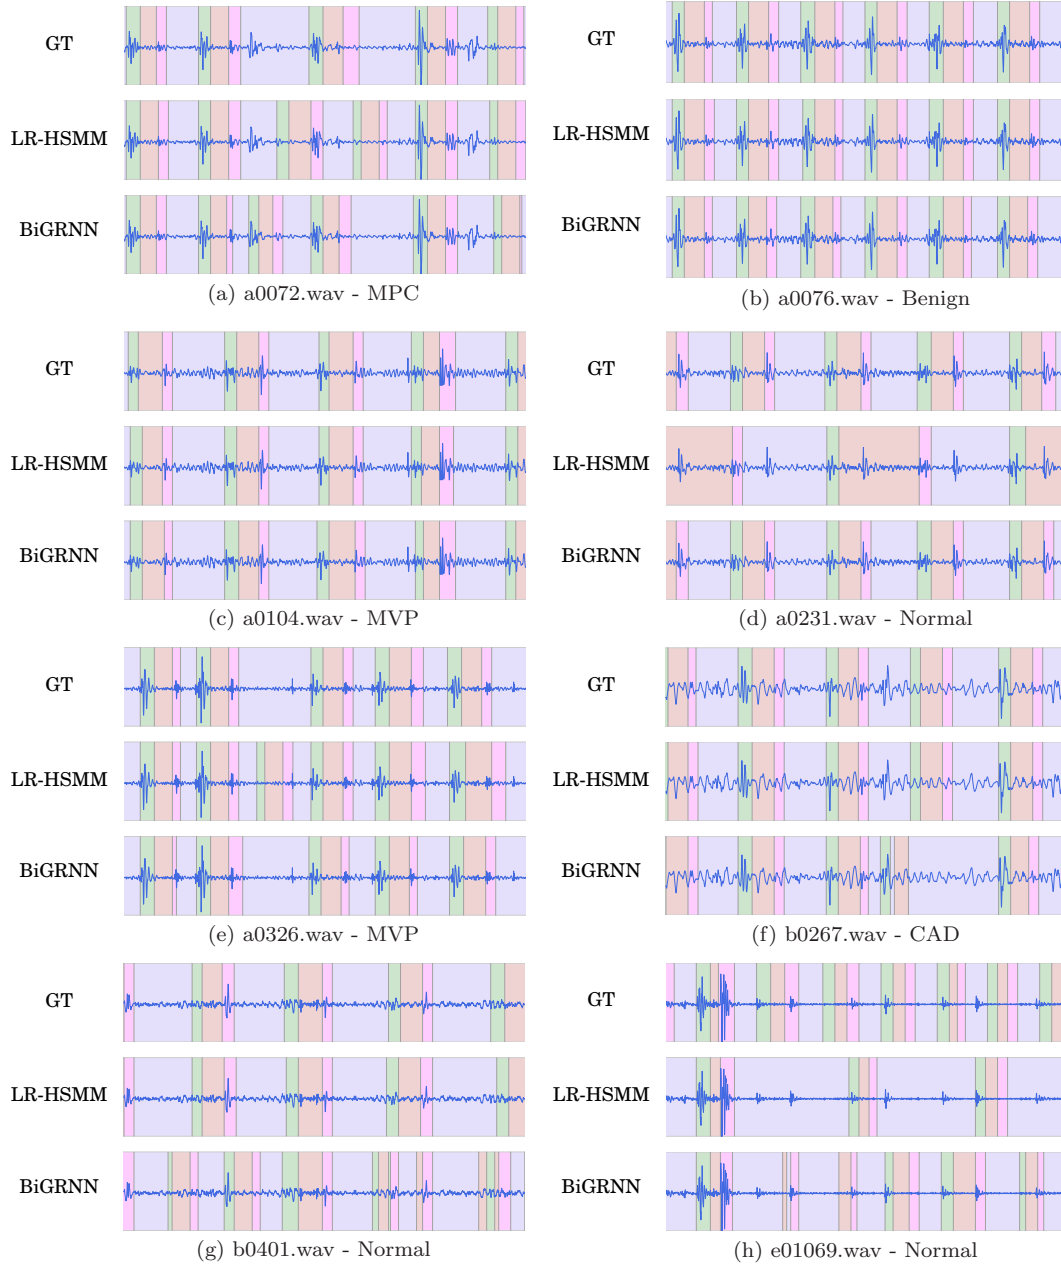 GT
LR-HSMM
BiGRNN
(a) a0072.wav - MPC
GT
LR-HSMM
BiGRNN
(b) a0076.wav - Benign
GT
LR-HSMM
BiGRNN
(c) a0104.wav - MVP
GT
LR-HSMM
BiGRNN
(d) a0231.wav - Normal
GT
LR-HSMM
BiGRNN
(e) a0326.wav - MVP
GT
LR-HSMM
BiGRNN
(f) b0267.wav - CAD
GT
LR-HSMM
BiGRNN
(g) b0401.wav - Normal
GT
LR-HSMM
BiGRNN
(h) e01069.wav - Normal